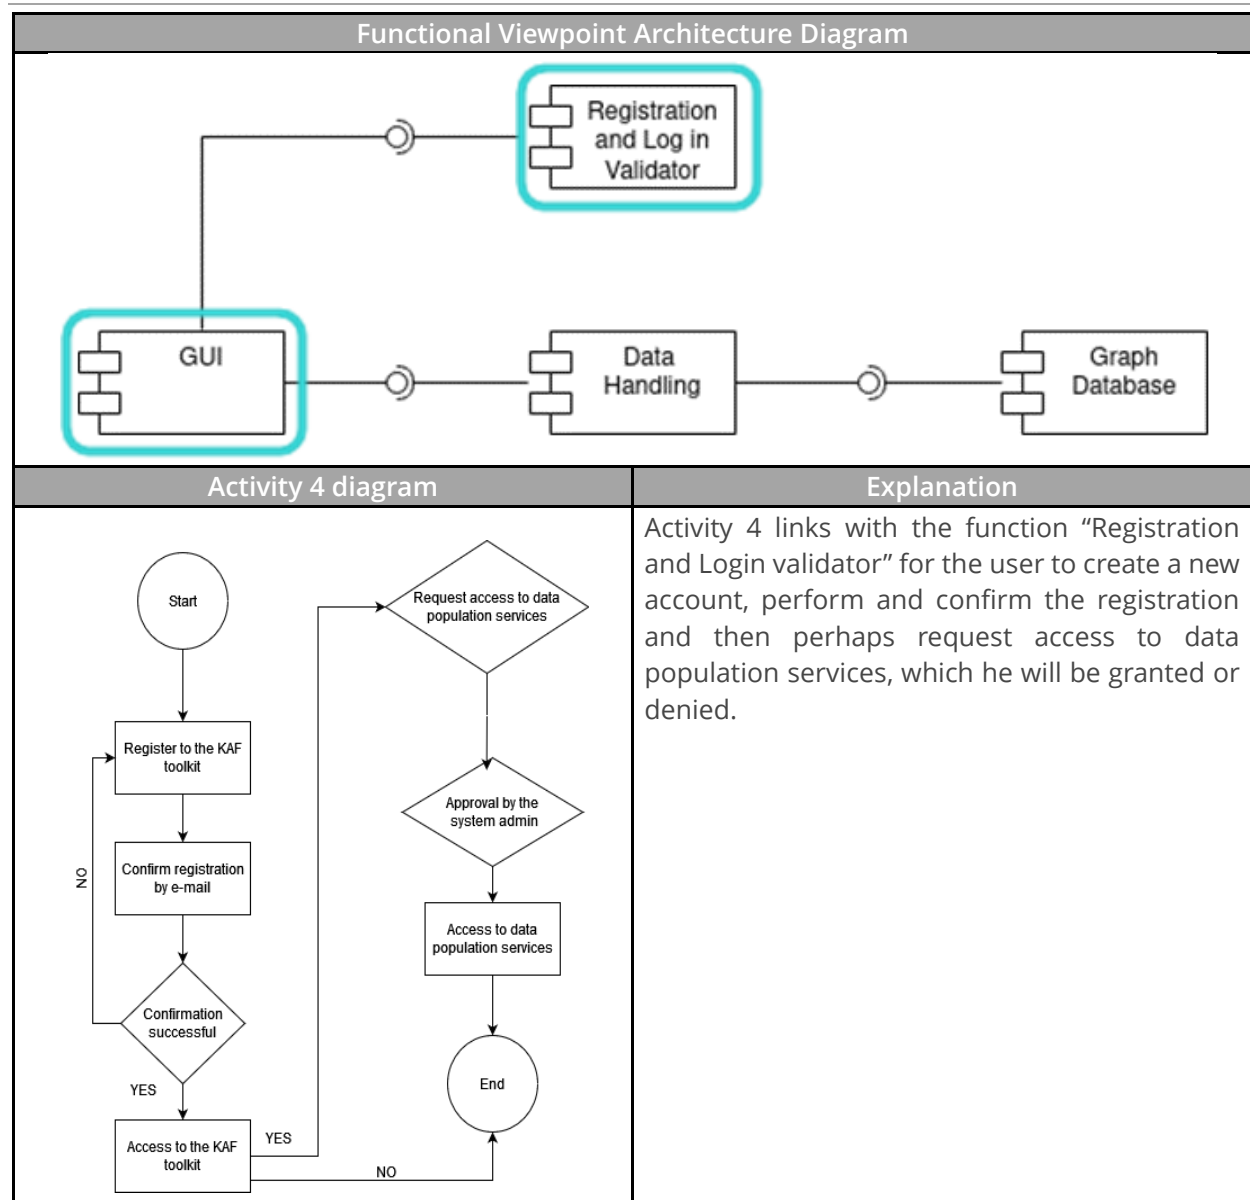 Functional Viewpoint Architecture Diagram
Registration
and Log in
Validator
GUI
Data
Handling
Graph
Database
Activity 4 diagram
Start
Register to the KAF
toolkit
Confirm registration
by e-mail
NO
Confirmation
successful
YES
Access to the KAF
toolkit
YES
NO
Request access to data
population services
Approval by the
system admin
Access to data
population services
End
Explanation
Activity 4 links with the function “Registration
and Login validator” for the user to create a new
account, perform and confirm the registration
and then perhaps request access to data
population services, which he will be granted or
denied.